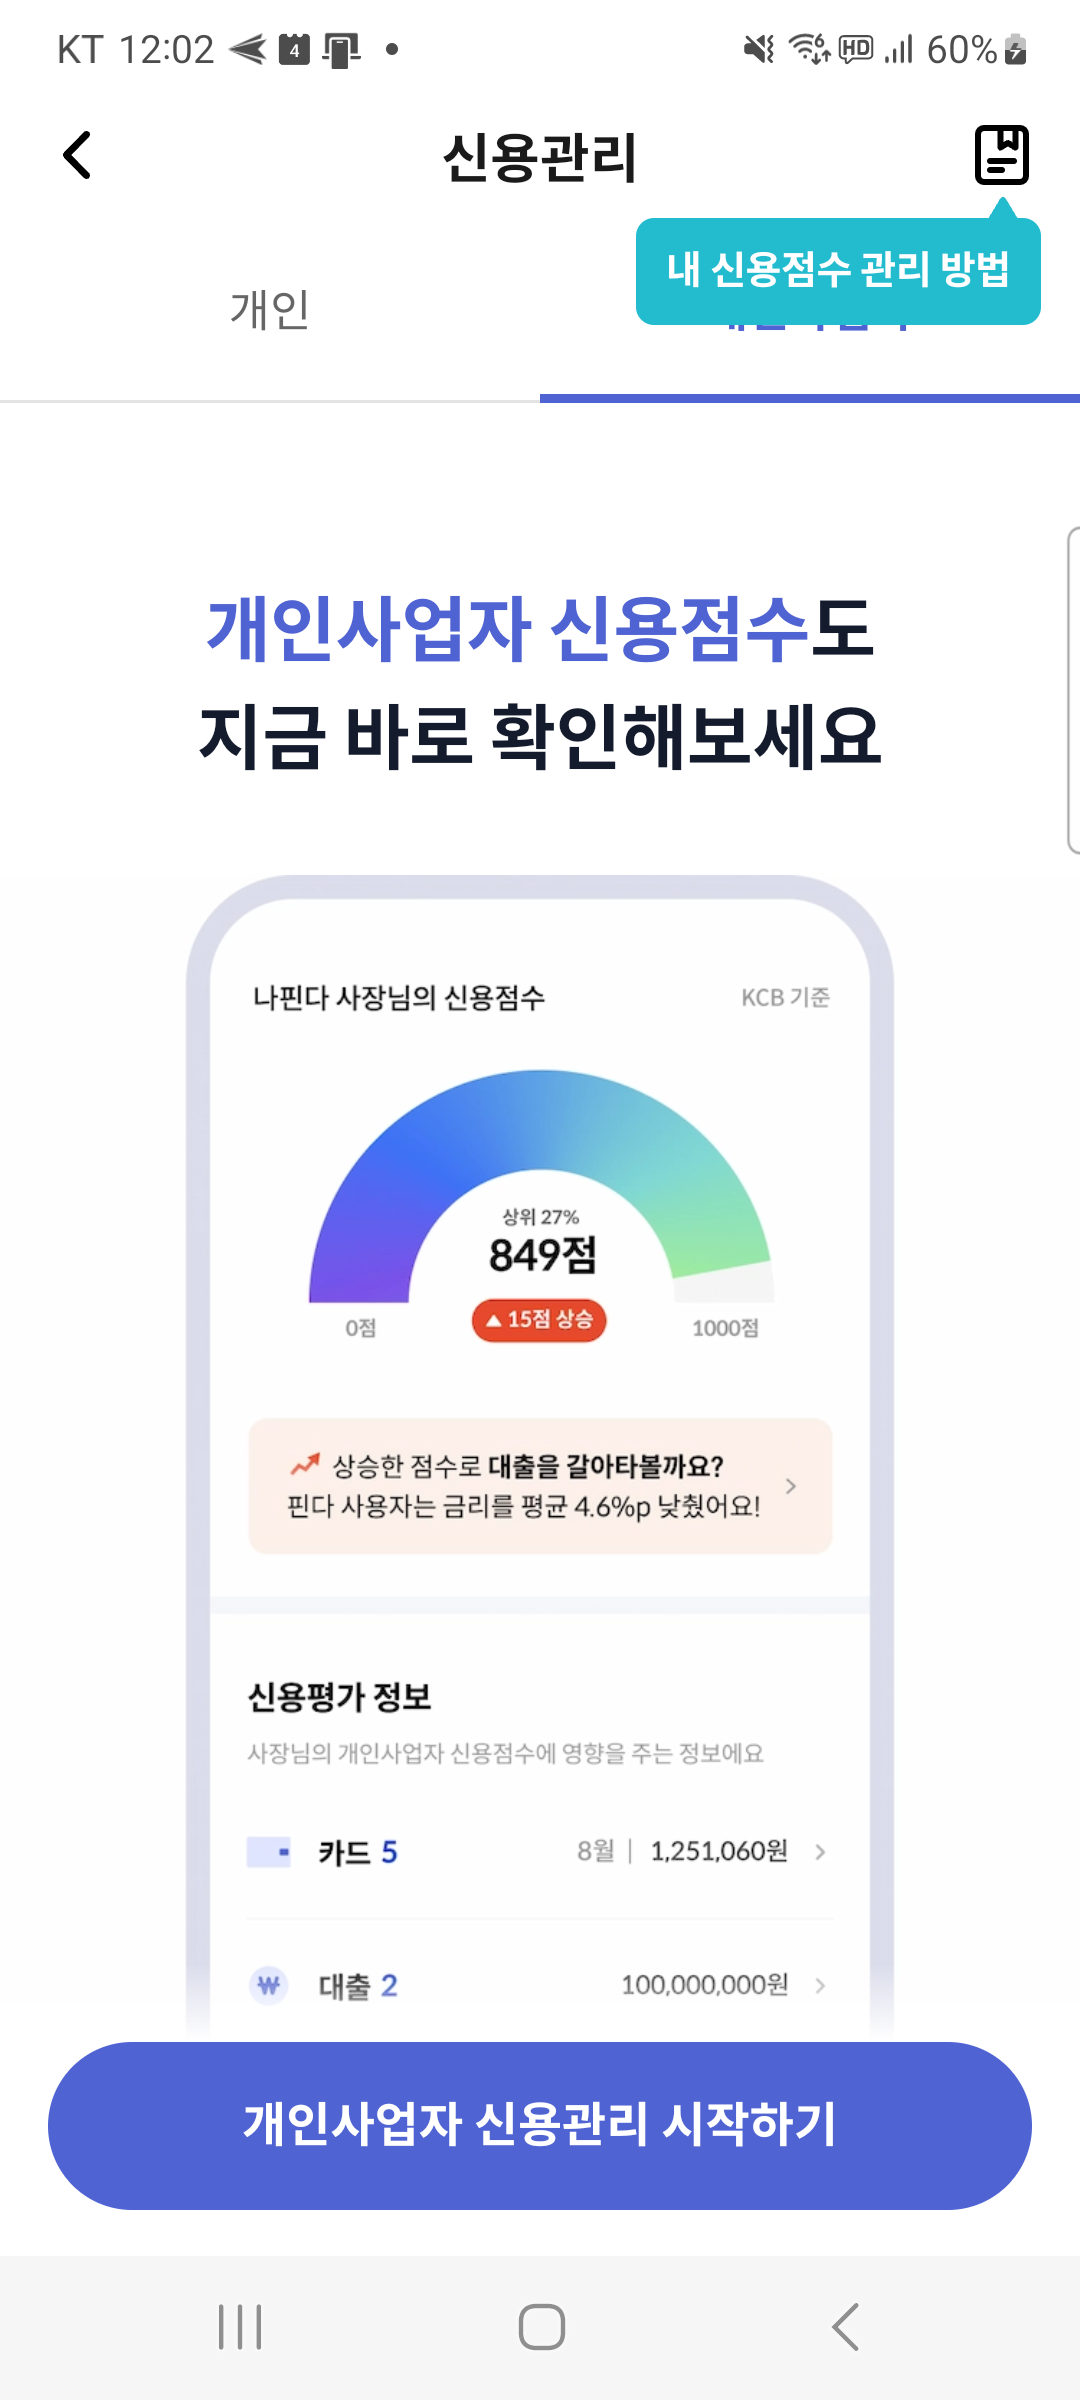 KT 12:02
4
6
HD
60%
신용관리
내 신용점수 관리 방법
개인
개인사업자 신용점수도
지금 바로 확인해보세요
나핀다 사장님의 신용점수
KCB 기준
상위 27%
849점
0점
▲ 15점 상승
1000점
상승한 점수로 대출을 갈아타볼까요?
핀다 사용자는 금리를 평균 4.6%p 낮췄어요!
신용평가 정보
사장님의 개인사업자 신용점수에 영향을 주는 정보에요
카드 5
8월 | 1,251,060원
₩
대출 2
100,000,000원
개인사업자 신용관리 시작하기